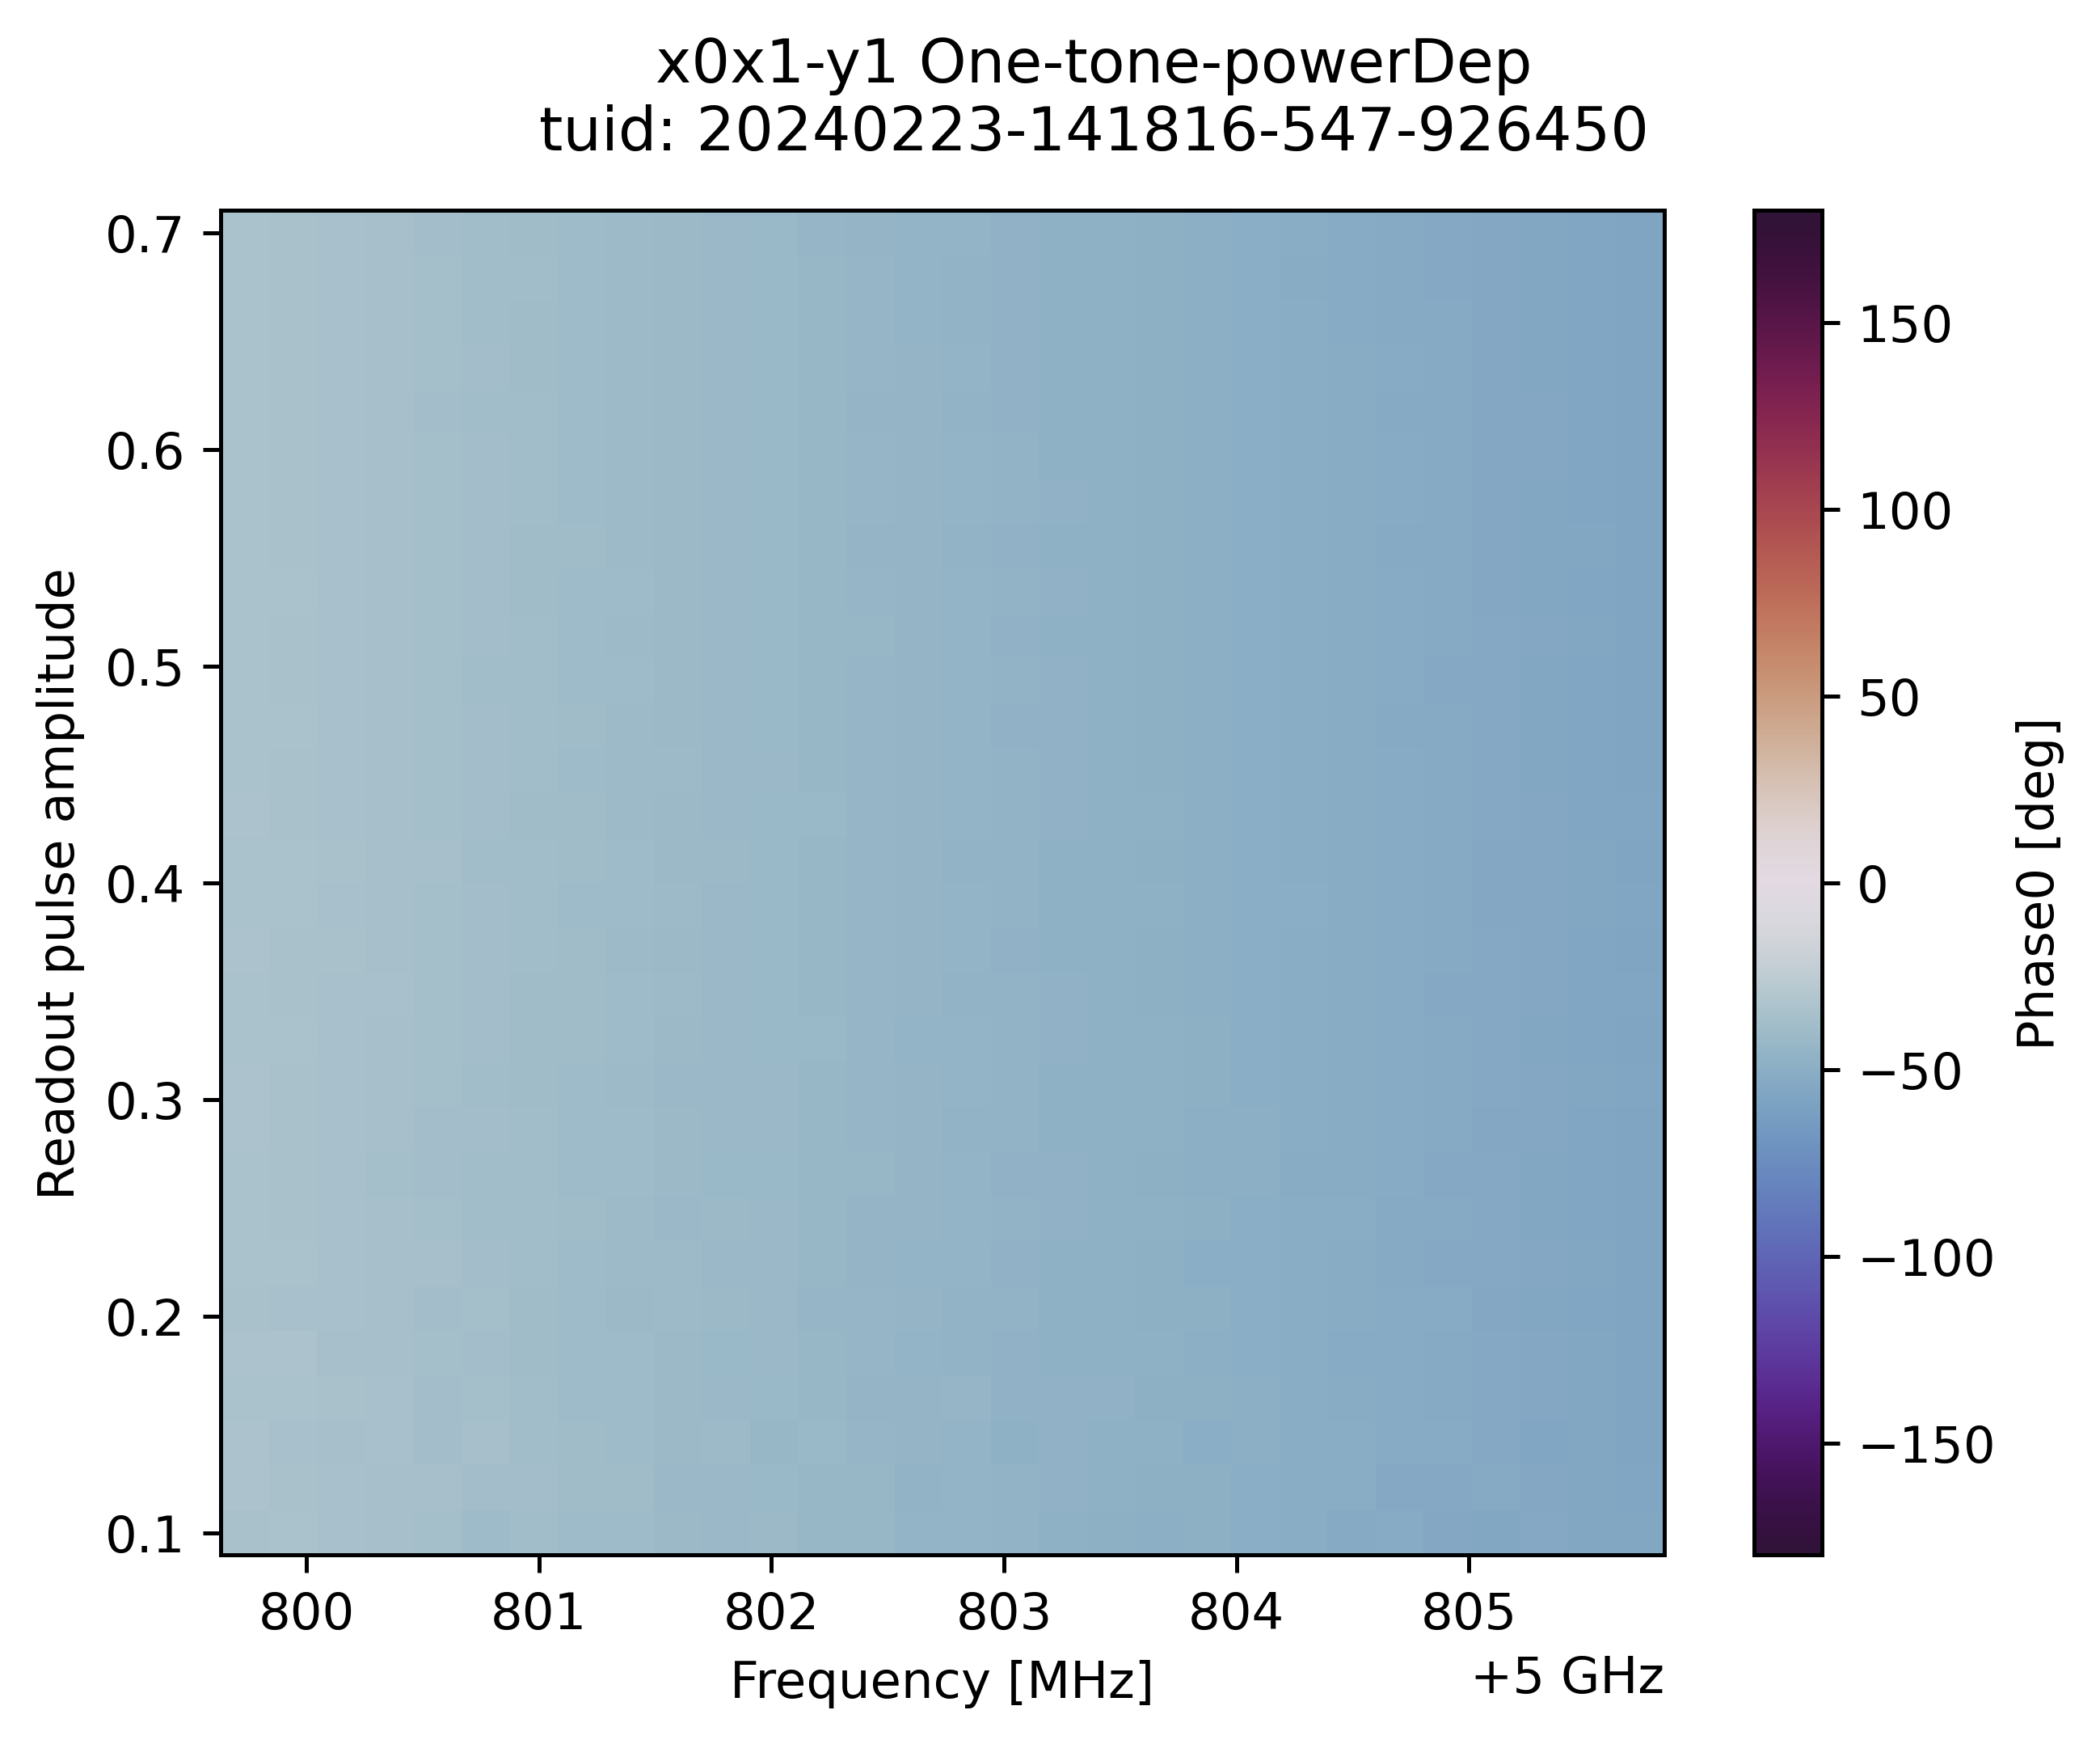 x0x1-y1 One-tone-powerDep
tuid: 20240223-141816-547-926450
Readout pulse amplitude
0.7
0.6
0.5
0.4
0.3
0.2
0.1
800 801 802 803 804 805
Frequency [MHz]
+5 GHz
150
100
50
0
−50
−100
−150
Phase0 [deg]